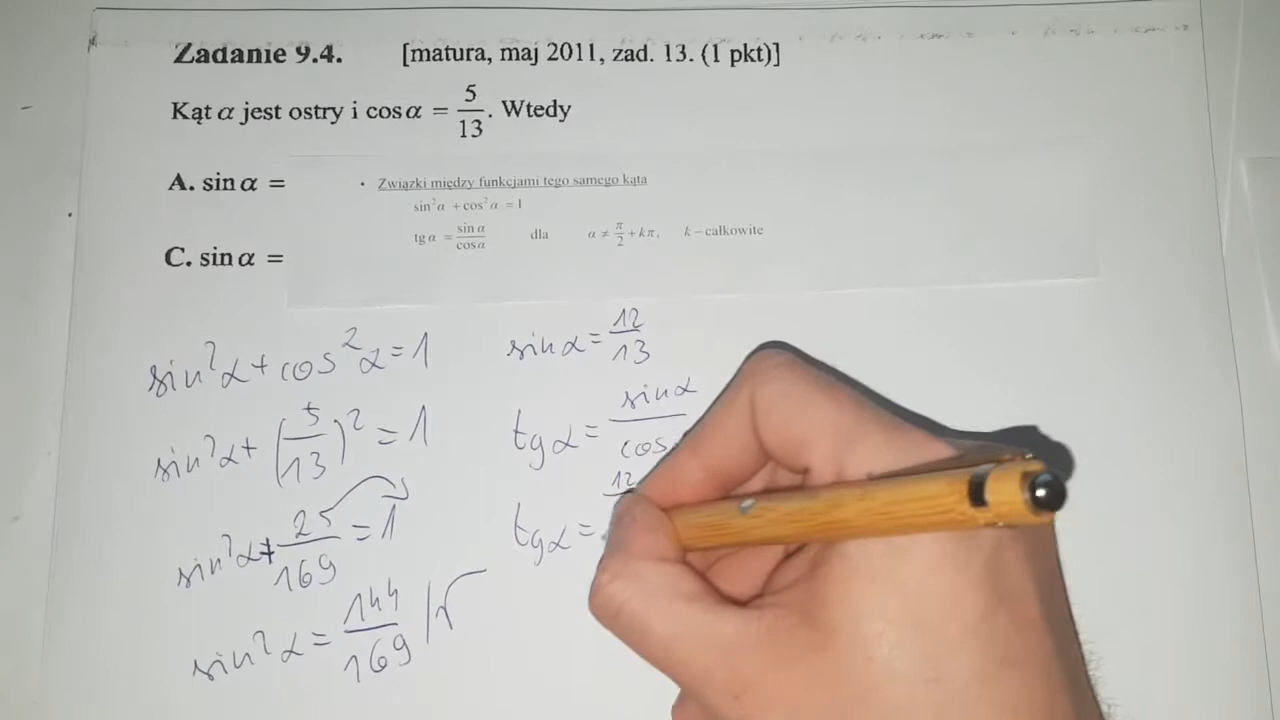 Zadanie 9.4. [matura, maj 2011, zad. 13. (1 pkt)]
Kąt α jest ostry i cos α = 5/13. Wtedy
A. sin α =
C. sin α =
• Związki między funkcjami tego samego kąta
sin²α + cos²α = 1
tg α = sin α/cos α dla α ≠ π/2 + kπ, k – całkowite
sin²α + cos²α = 1
sin²α + (5/13)² = 1
sin²α + 25/169 = 1
sin²α = 144/169 /√
sin α = 12/13
tg α = sin α/cos
tg α = 12